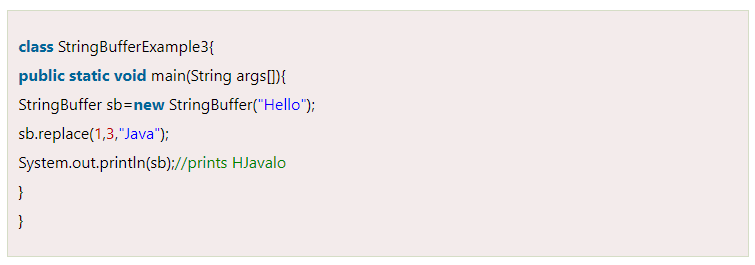 class StringBufferExample3{
public static void main(String args[]){
StringBuffer sb=new StringBuffer("Hello");
sb.replace(1,3,"Java");
System.out.println(sb);//prints HJavalo
}
}